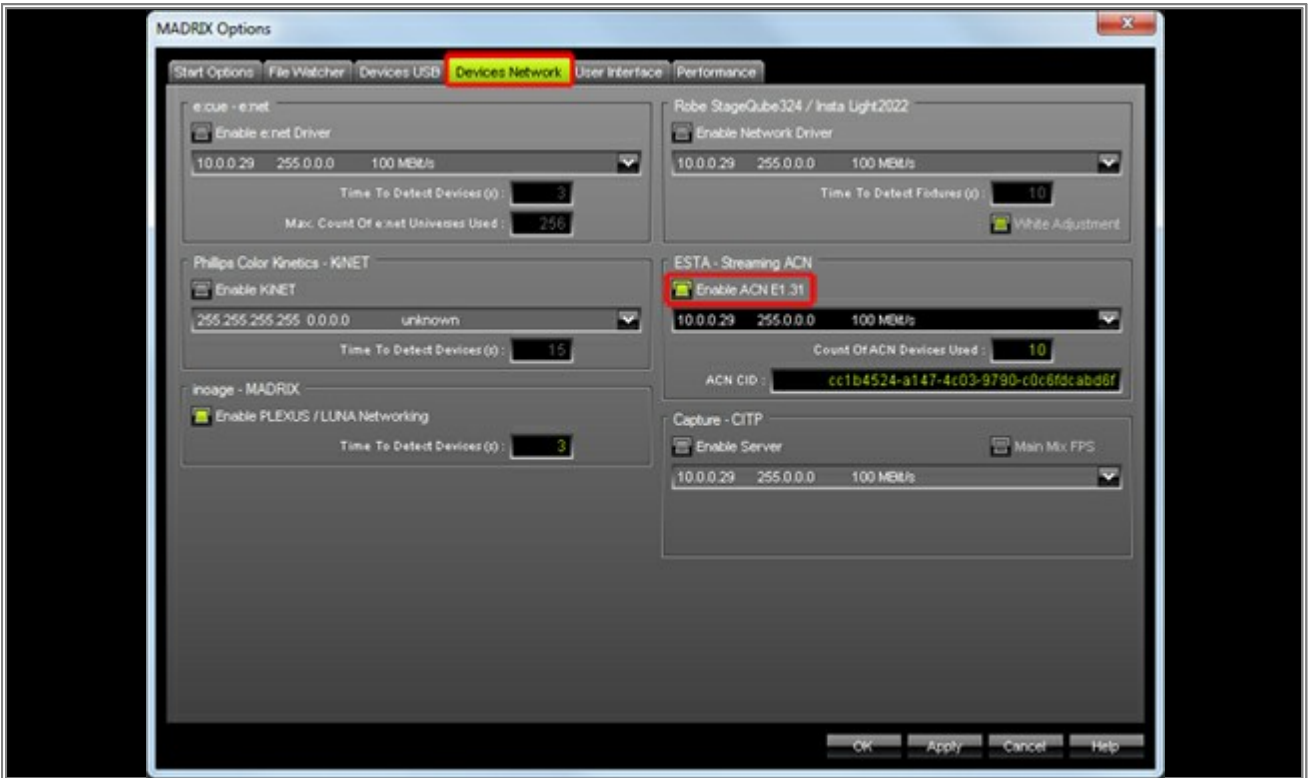 MADRIX Options
Start Options File Watcher Devices USB Devices Network User Interface Performance
e:cue - e:net
Enable e:net Driver
10.0.0.29 255.0.0.0 100 MBit/s
Time To Detect Devices (s) : 3
Max. Count Of e:net Universes Used : 256
Phillips Color Kinetics - KiNET
Enable KiNET
255.255.255.255 0.0.0.0 unknown
Time To Detect Devices (s) : 15
inoage - MADRIX
Enable PLEXUS / LUNA Networking
Time To Detect Devices (s) : 3
Robe StageQube324 / Insta Light2022
Enable Network Driver
10.0.0.29 255.0.0.0 100 MBit/s
Time To Detect Fixtures (s) : 10
White Adjustment
ESTA - Streaming ACN
Enable ACN E1.31
10.0.0.29 255.0.0.0 100 MBit/s
Count Of ACN Devices Used : 10
ACN CID : cc1b4524-a147-4c03-9790-c0c6fdcabd6f
Capture - CITP
Enable Server Main Mix FPS
10.0.0.29 255.0.0.0 100 MBit/s
OK Apply Cancel Help